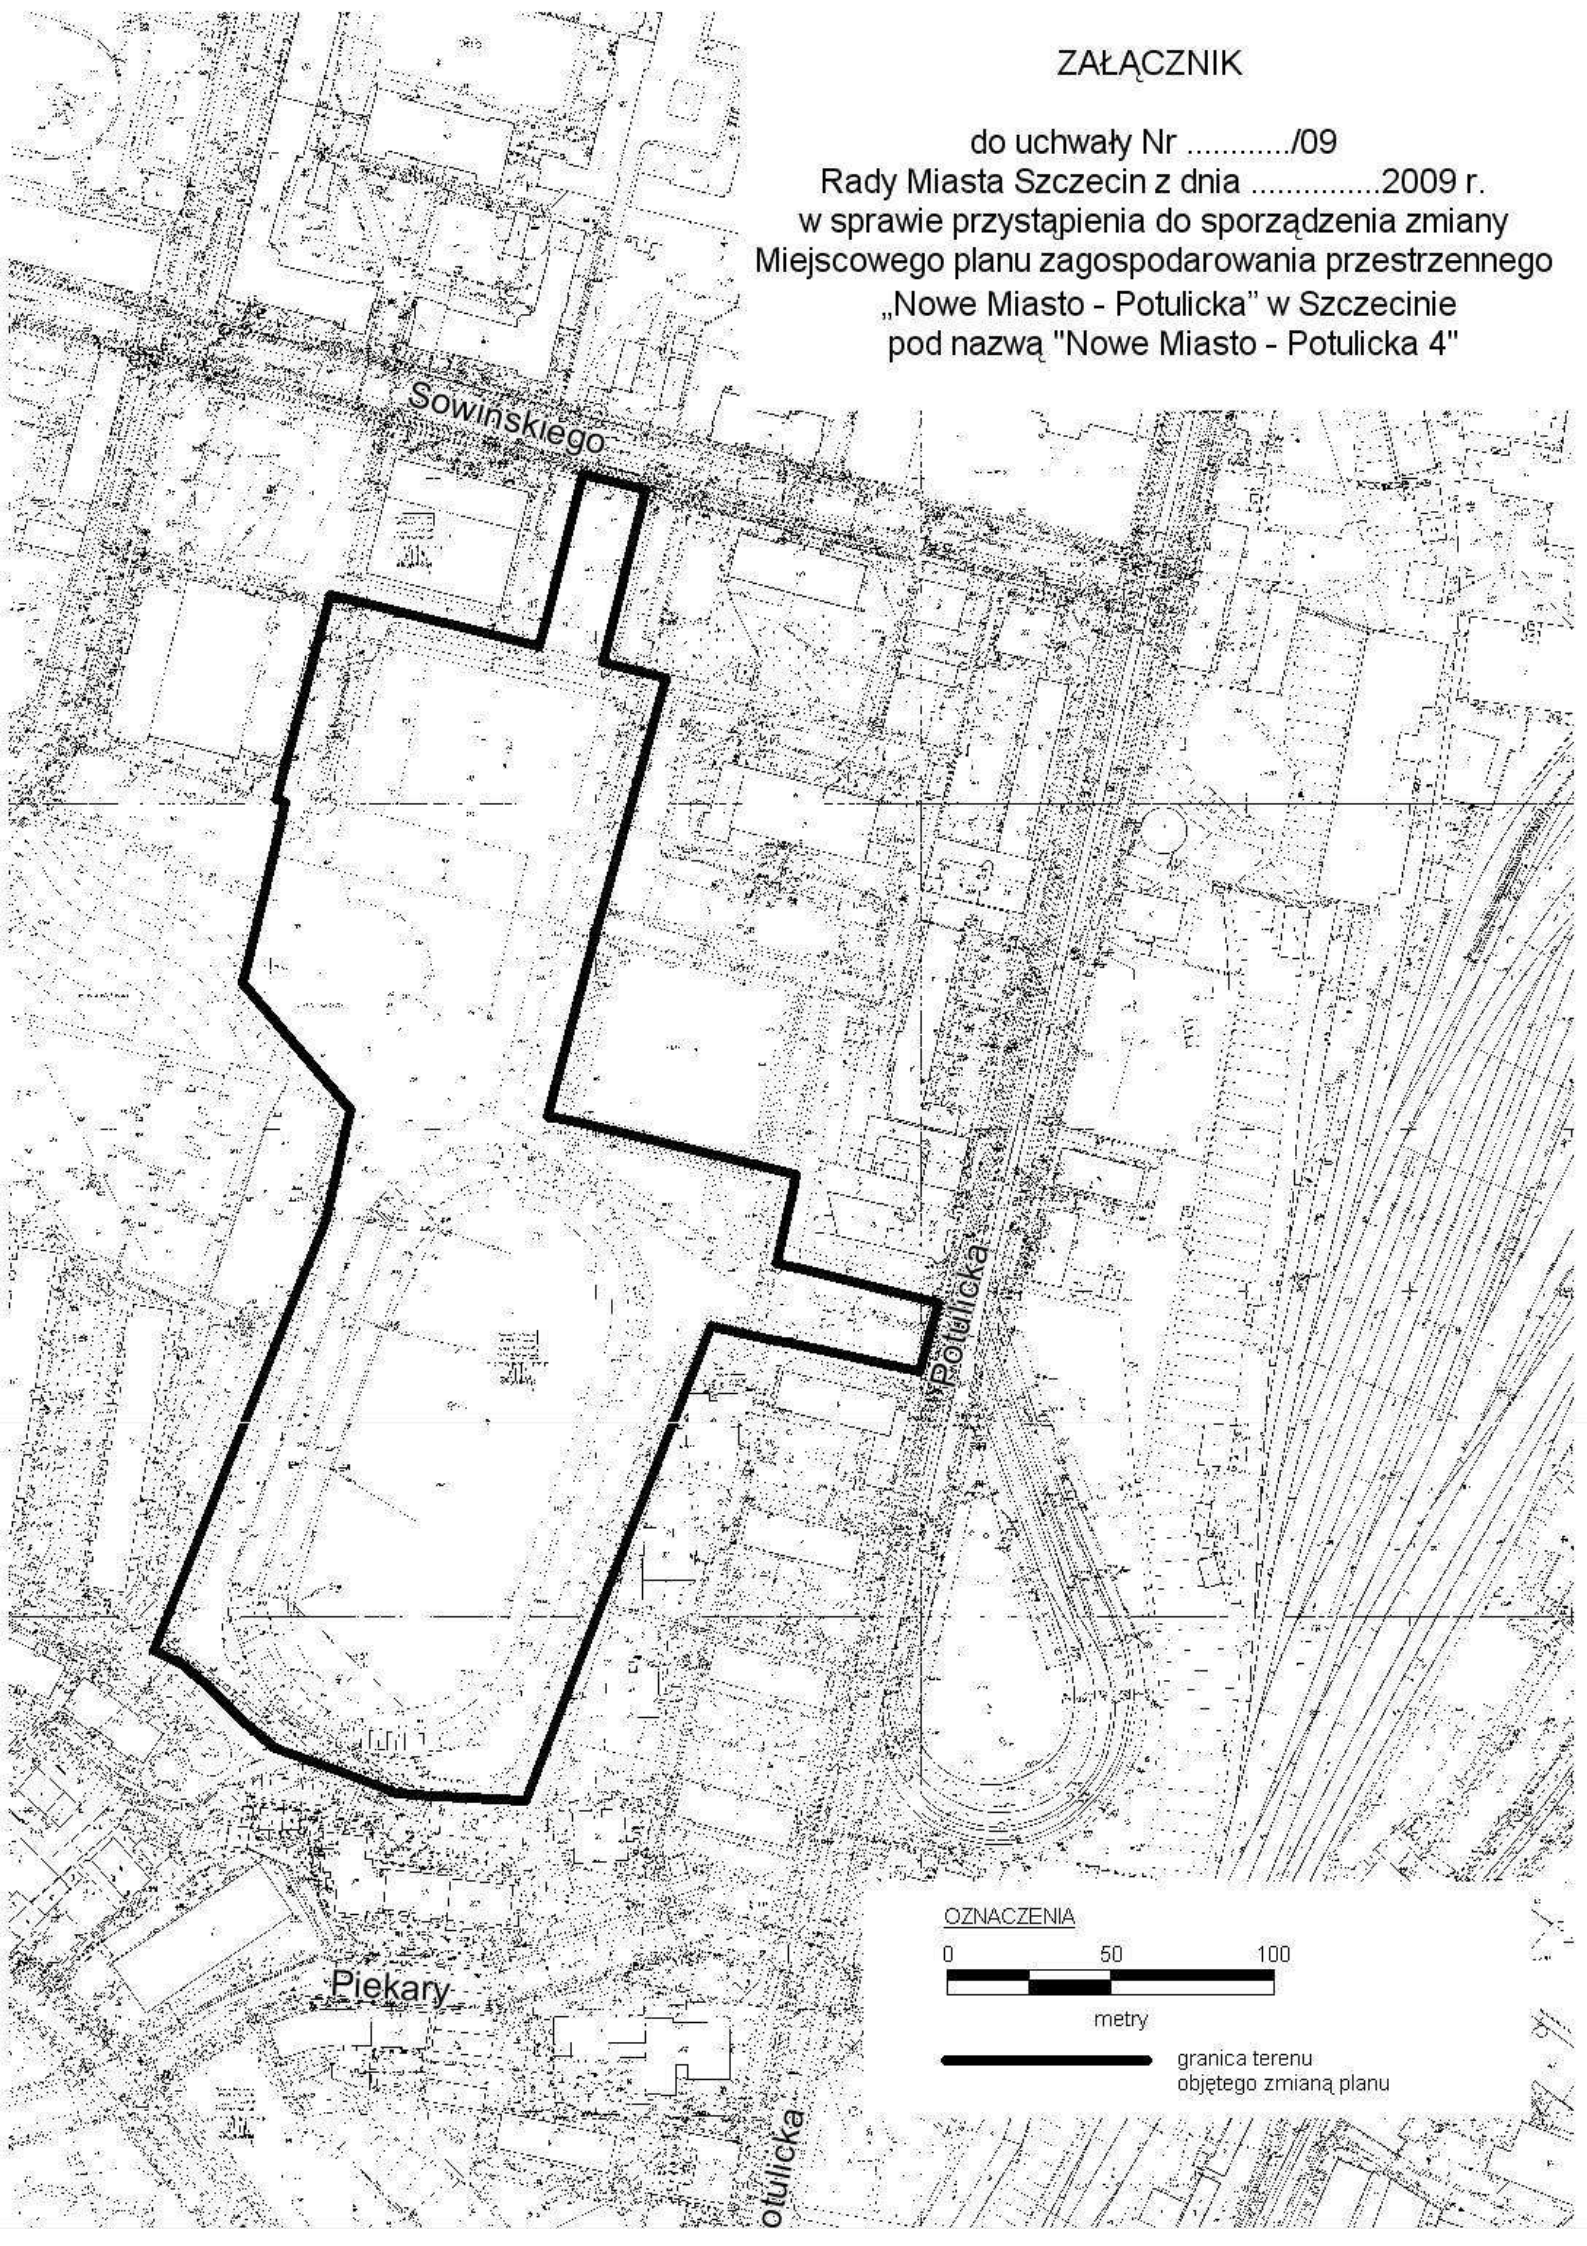 ZAŁĄCZNIK
do uchwały Nr ............/09
Rady Miasta Szczecin z dnia ...............2009 r.
w sprawie przystąpienia do sporządzenia zmiany
Miejscowego planu zagospodarowania przestrzennego
„Nowe Miasto - Potulicka” w Szczecinie
pod nazwą "Nowe Miasto - Potulicka 4"
Sowinskiego
Potulicka
Piekary
otulicka
OZNACZENIA
0 50 100
metry
granica terenu
objętego zmianą planu